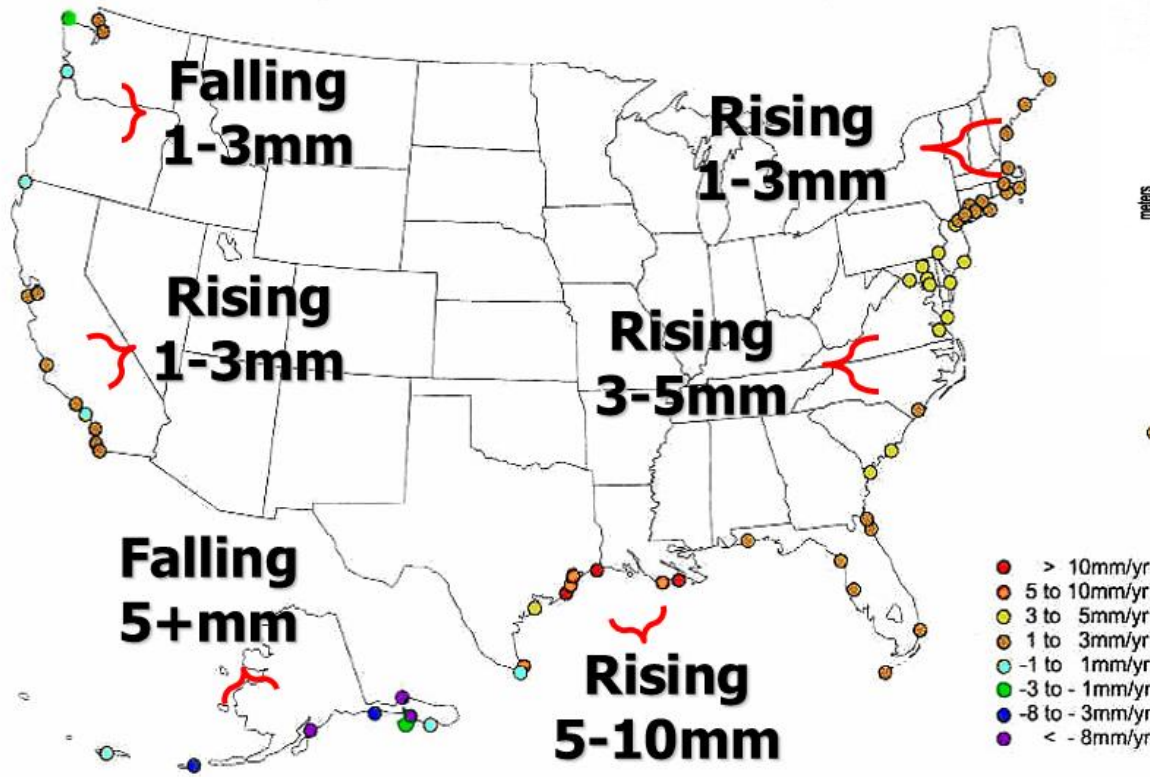 Falling
1-3mm
Rising
1-3mm
meters
Rising
1-3mm
Rising
3-5mm
Falling
5+mm
Rising
5-10mm
> 10mm/yr
5 to 10mm/yr
3 to 5mm/yr
1 to 3mm/yr
-1 to 1mm/yr
-3 to - 1mm/yr
-8 to - 3mm/yr
< - 8mm/yr